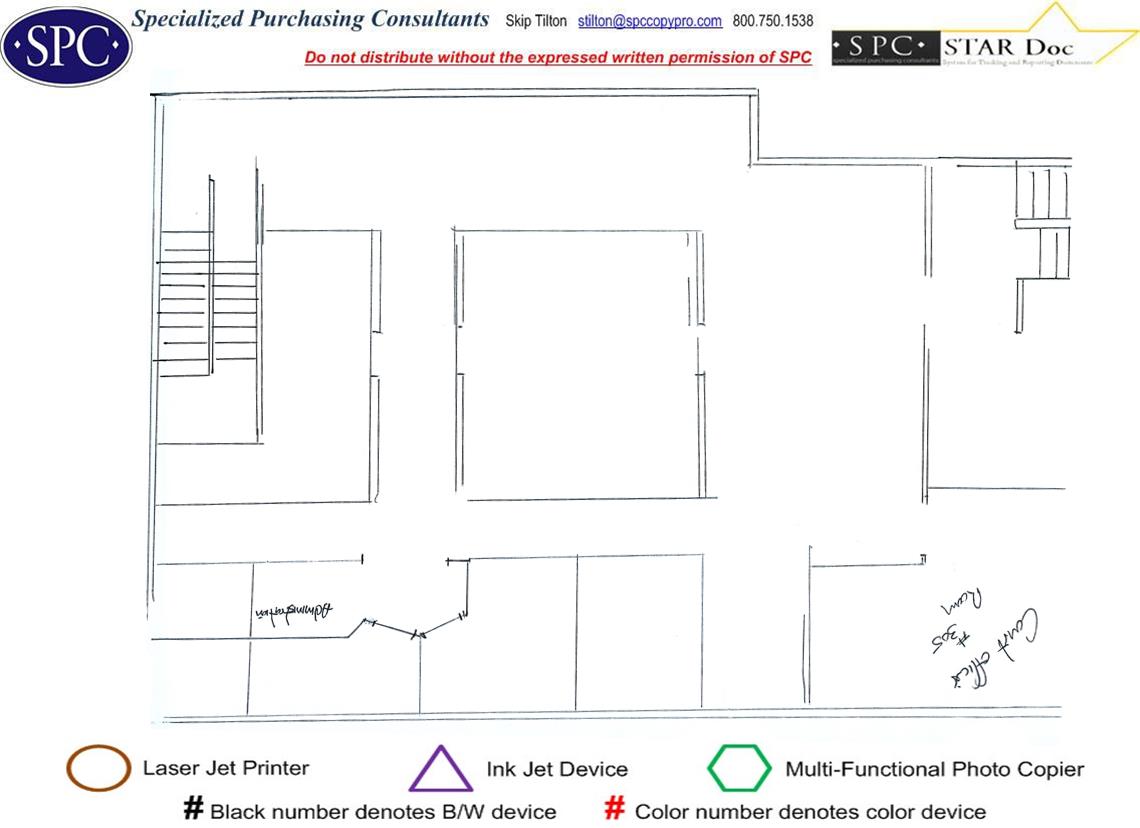 SPC
Specialized Purchasing Consultants Skip Tilton stilton@spccopypro.com 800.750.1538
Do not distribute without the expressed written permission of SPC
·SPC· STAR Doc
specialized purchasing consultants System for Tracking and Reporting Documents
Administration
Court offices
#305
Room
Laser Jet Printer
Ink Jet Device
Multi-Functional Photo Copier
# Black number denotes B/W device
# Color number denotes color device